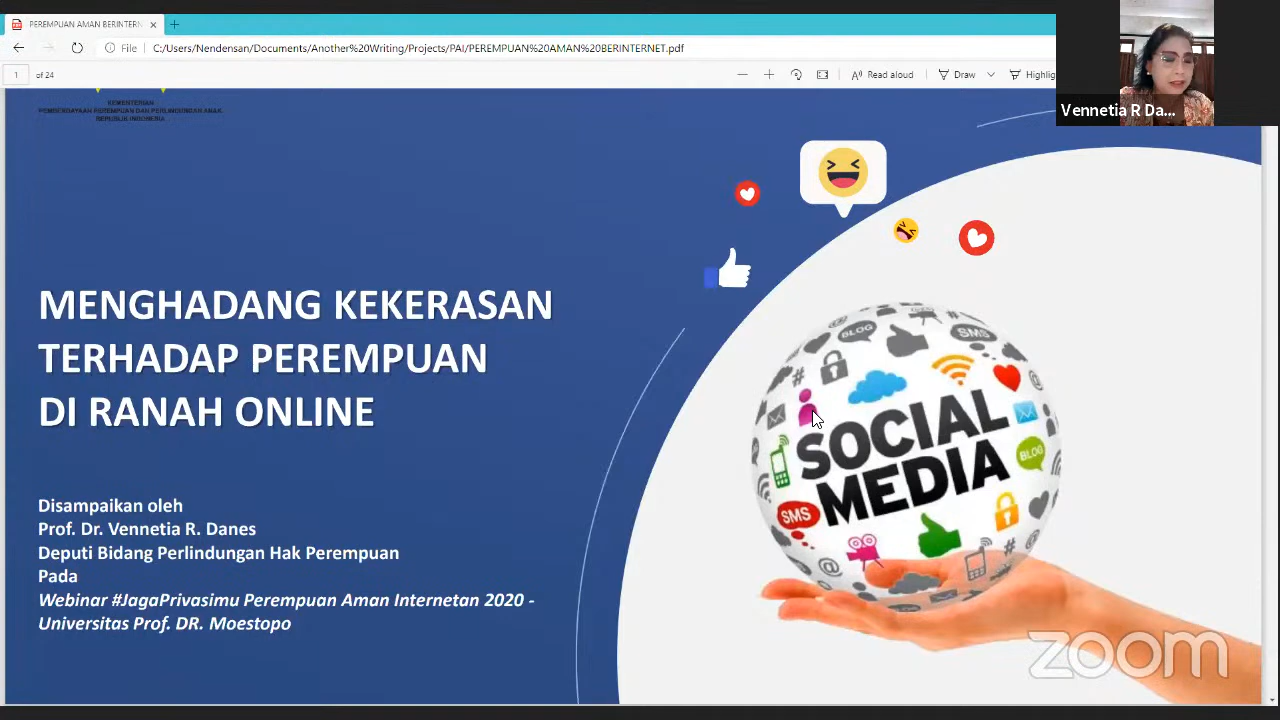 PEREMPUAN AMAN BERINTERN
File
C:/Users/Nendensan/Documents/Another%20Writing/Projects/PAI/PEREMPUAN%20AMAN%20BERINTERNET.pdf
1 of 24
Read aloud
Draw
Highlig
Vennetia R Da...
KEMENTERIAN
PEMBERDAYAAN PEREMPUAN DAN PERLINDUNGAN ANAK
REPUBLIK INDONESIA
MENGHADANG KEKERASAN
TERHADAP PEREMPUAN
DI RANAH ONLINE
Disampaikan oleh
Prof. Dr. Vennetia R. Danes
Deputi Bidang Perlindungan Hak Perempuan
Pada
Webinar #JagaPrivasimu Perempuan Aman Internetan 2020 -
Universitas Prof. DR. Moestopo
BLOG
SMS
SOCIAL
MEDIA
BLOG
SMS
zoom